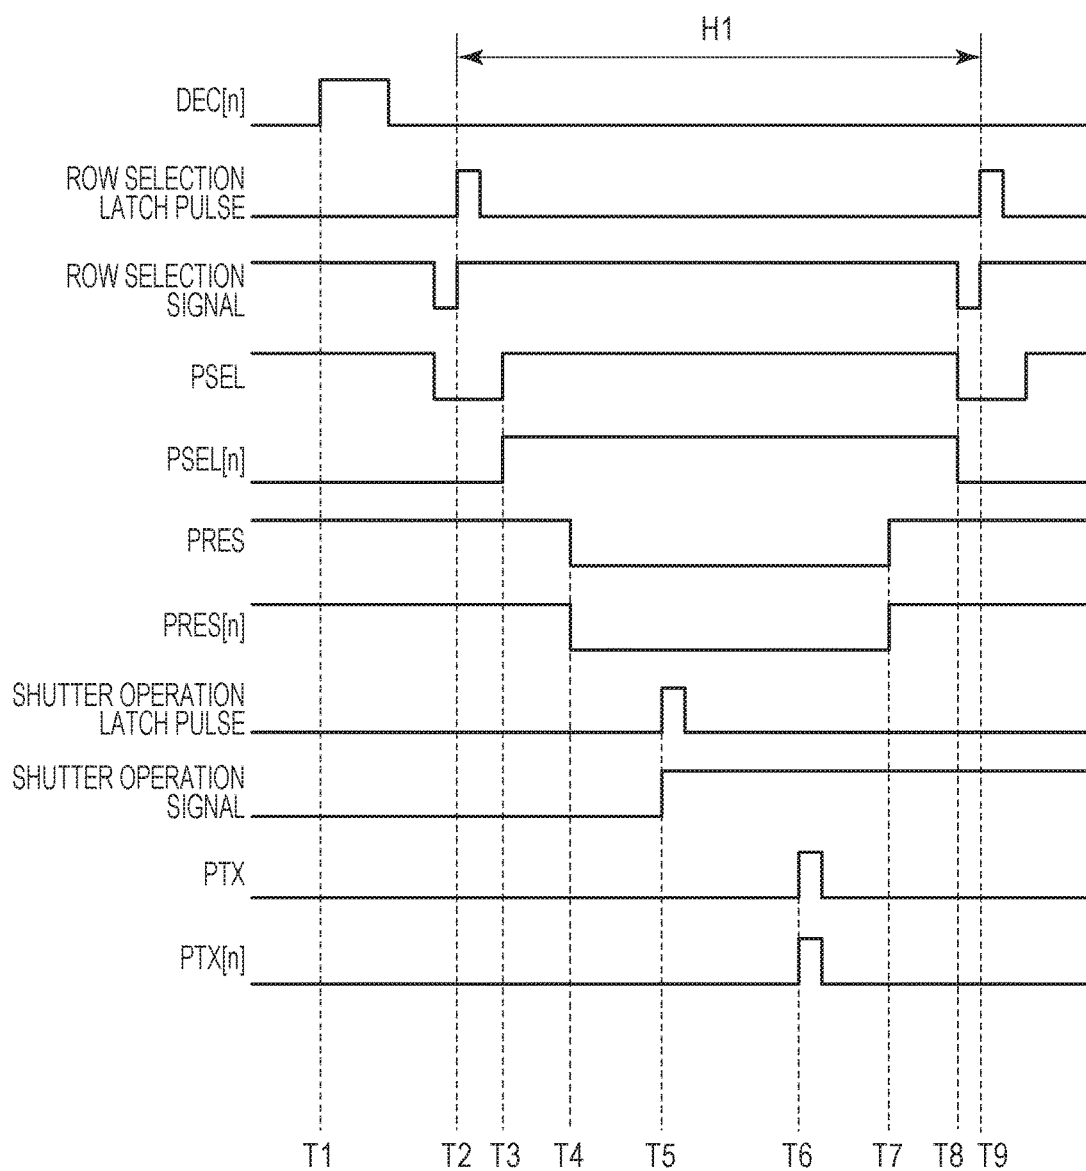 H1
DEC[n]
ROW SELECTION
LATCH PULSE
ROW SELECTION
SIGNAL
PSEL
PSEL[n]
PRES
PRES[n]
SHUTTER OPERATION
LATCH PULSE
SHUTTER OPERATION
SIGNAL
PTX
PTX[n]
T1 T2 T3 T4 T5 T6 T7 T8 T9